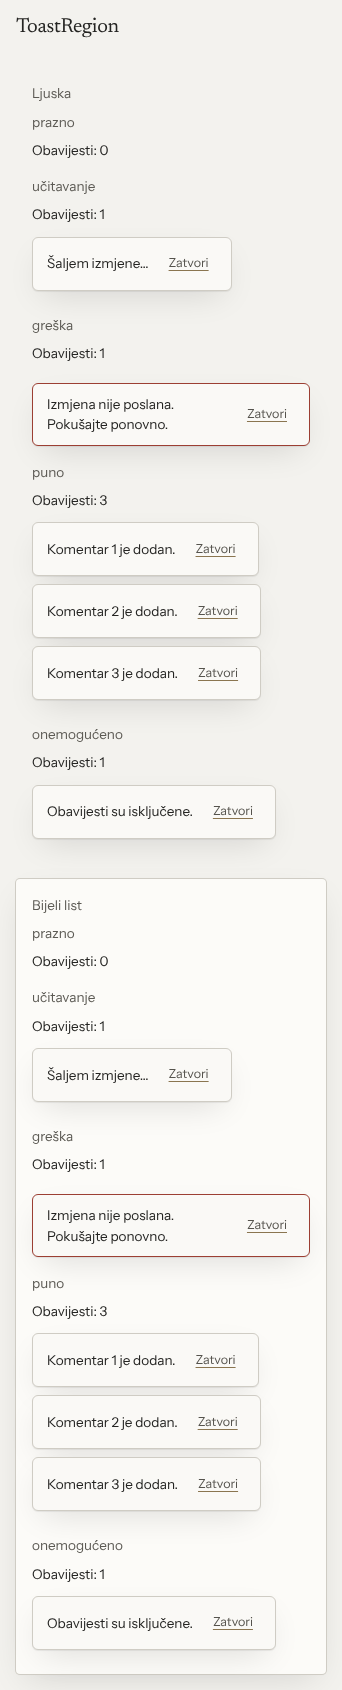 ToastRegion
Ljuska
prazno
Obavijesti: 0
učitavanje
Obavijesti: 1
Šaljem izmjene… Zatvori
greška
Obavijesti: 1
Izmjena nije poslana.
Pokušajte ponovno. Zatvori
puno
Obavijesti: 3
Komentar 1 je dodan. Zatvori
Komentar 2 je dodan. Zatvori
Komentar 3 je dodan. Zatvori
onemogućeno
Obavijesti: 1
Obavijesti su isključene. Zatvori
Bijeli list
prazno
Obavijesti: 0
učitavanje
Obavijesti: 1
Šaljem izmjene… Zatvori
greška
Obavijesti: 1
Izmjena nije poslana.
Pokušajte ponovno. Zatvori
puno
Obavijesti: 3
Komentar 1 je dodan. Zatvori
Komentar 2 je dodan. Zatvori
Komentar 3 je dodan. Zatvori
onemogućeno
Obavijesti: 1
Obavijesti su isključene. Zatvori